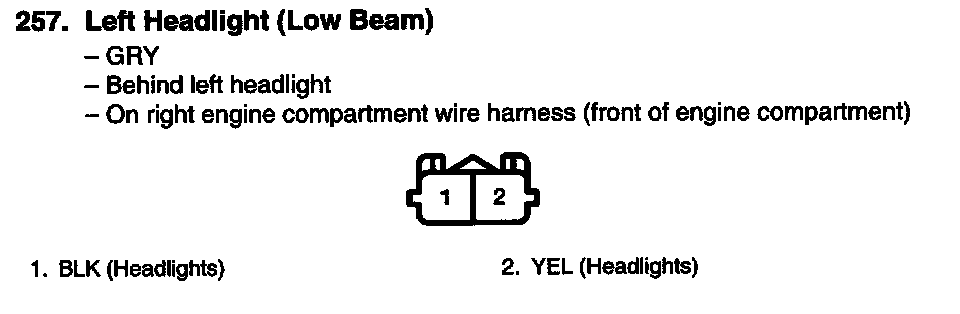 257. Left Headlight (Low Beam)
– GRY
– Behind left headlight
– On right engine compartment wire harness (front of engine compartment)
1 2
1. BLK (Headlights) 2. YEL (Headlights)